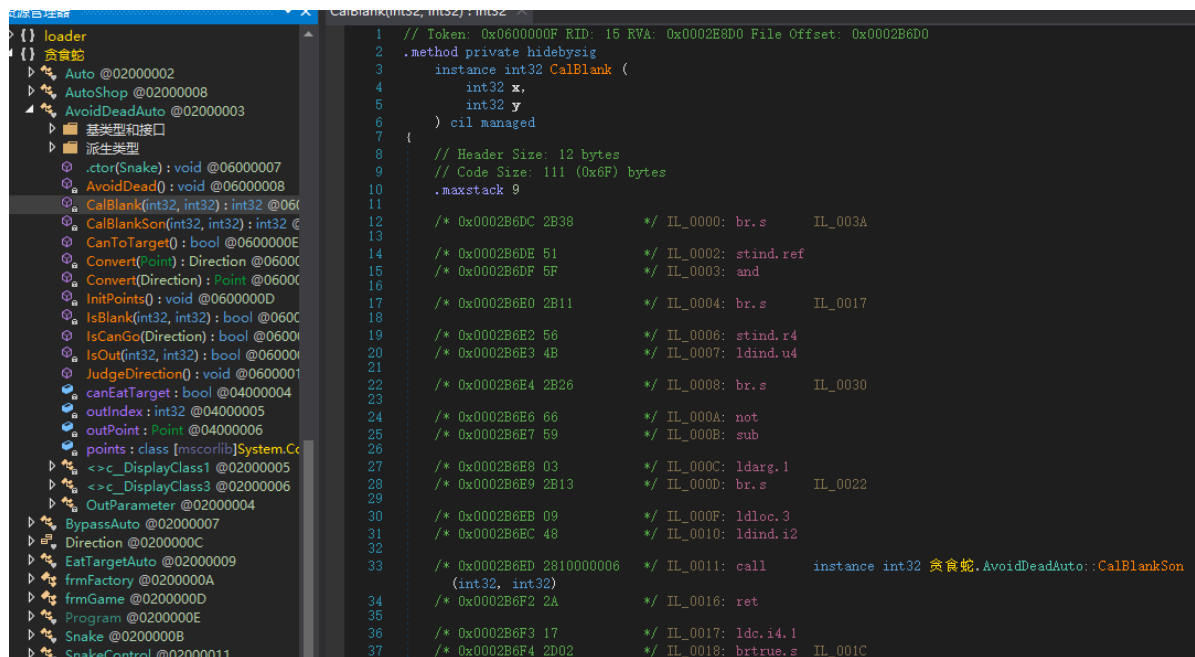 资源管理器
{} loader
{} 贪食蛇
Auto @02000002
AutoShop @02000008
AvoidDeadAuto @02000003
基类型和接口
派生类型
.ctor(Snake) : void @06000007
AvoidDead() : void @06000008
CalBlank(int32, int32) : int32 @060
CalBlankSon(int32, int32) : int32 @
CanToTarget() : bool @0600000E
Convert(Point) : Direction @06000
Convert(Direction) : Point @06000
InitPoints() : void @0600000D
IsBlank(int32, int32) : bool @0600
IsCanGo(Direction) : bool @06000
IsOut(int32, int32) : bool @06000
JudgeDirection() : void @0600001
canEatTarget : bool @04000004
outIndex : int32 @04000005
outPoint : Point @04000006
points : class [mscorlib]System.Co
<>c__DisplayClass1 @02000005
<>c__DisplayClass3 @02000006
OutParameter @02000004
BypassAuto @02000007
Direction @0200000C
EatTargetAuto @02000009
frmFactory @0200000A
frmGame @0200000D
Program @0200000E
Snake @0200000B
SnakeControl @02000011
CalBlank(int32, int32) : int32 ×
1 // Token: 0x0600000F RID: 15 RVA: 0x0002E8D0 File Offset: 0x0002B6D0
2 .method private hidebysig
3 instance int32 CalBlank (
4 int32 x,
5 int32 y
6 ) cil managed
7 {
8 // Header Size: 12 bytes
9 // Code Size: 111 (0x6F) bytes
10 .maxstack 9
11
12 /* 0x0002B6DC 2B38 */ IL_0000: br.s IL_003A
13
14 /* 0x0002B6DE 51 */ IL_0002: stind.ref
15 /* 0x0002B6DF 5F */ IL_0003: and
16
17 /* 0x0002B6E0 2B11 */ IL_0004: br.s IL_0017
18
19 /* 0x0002B6E2 56 */ IL_0006: stind.r4
20 /* 0x0002B6E3 4B */ IL_0007: ldind.u4
21
22 /* 0x0002B6E4 2B26 */ IL_0008: br.s IL_0030
23
24 /* 0x0002B6E6 66 */ IL_000A: not
25 /* 0x0002B6E7 59 */ IL_000B: sub
26
27 /* 0x0002B6E8 03 */ IL_000C: ldarg.1
28 /* 0x0002B6E9 2B13 */ IL_000D: br.s IL_0022
29
30 /* 0x0002B6EB 09 */ IL_000F: ldloc.3
31 /* 0x0002B6EC 48 */ IL_0010: ldind.i2
32
33 /* 0x0002B6ED 2810000006 */ IL_0011: call instance int32 贪食蛇.AvoidDeadAuto::CalBlankSon
(int32, int32)
34 /* 0x0002B6F2 2A */ IL_0016: ret
35
36 /* 0x0002B6F3 17 */ IL_0017: ldc.i4.1
37 /* 0x0002B6F4 2D02 */ IL_0018: brtrue.s IL_001C